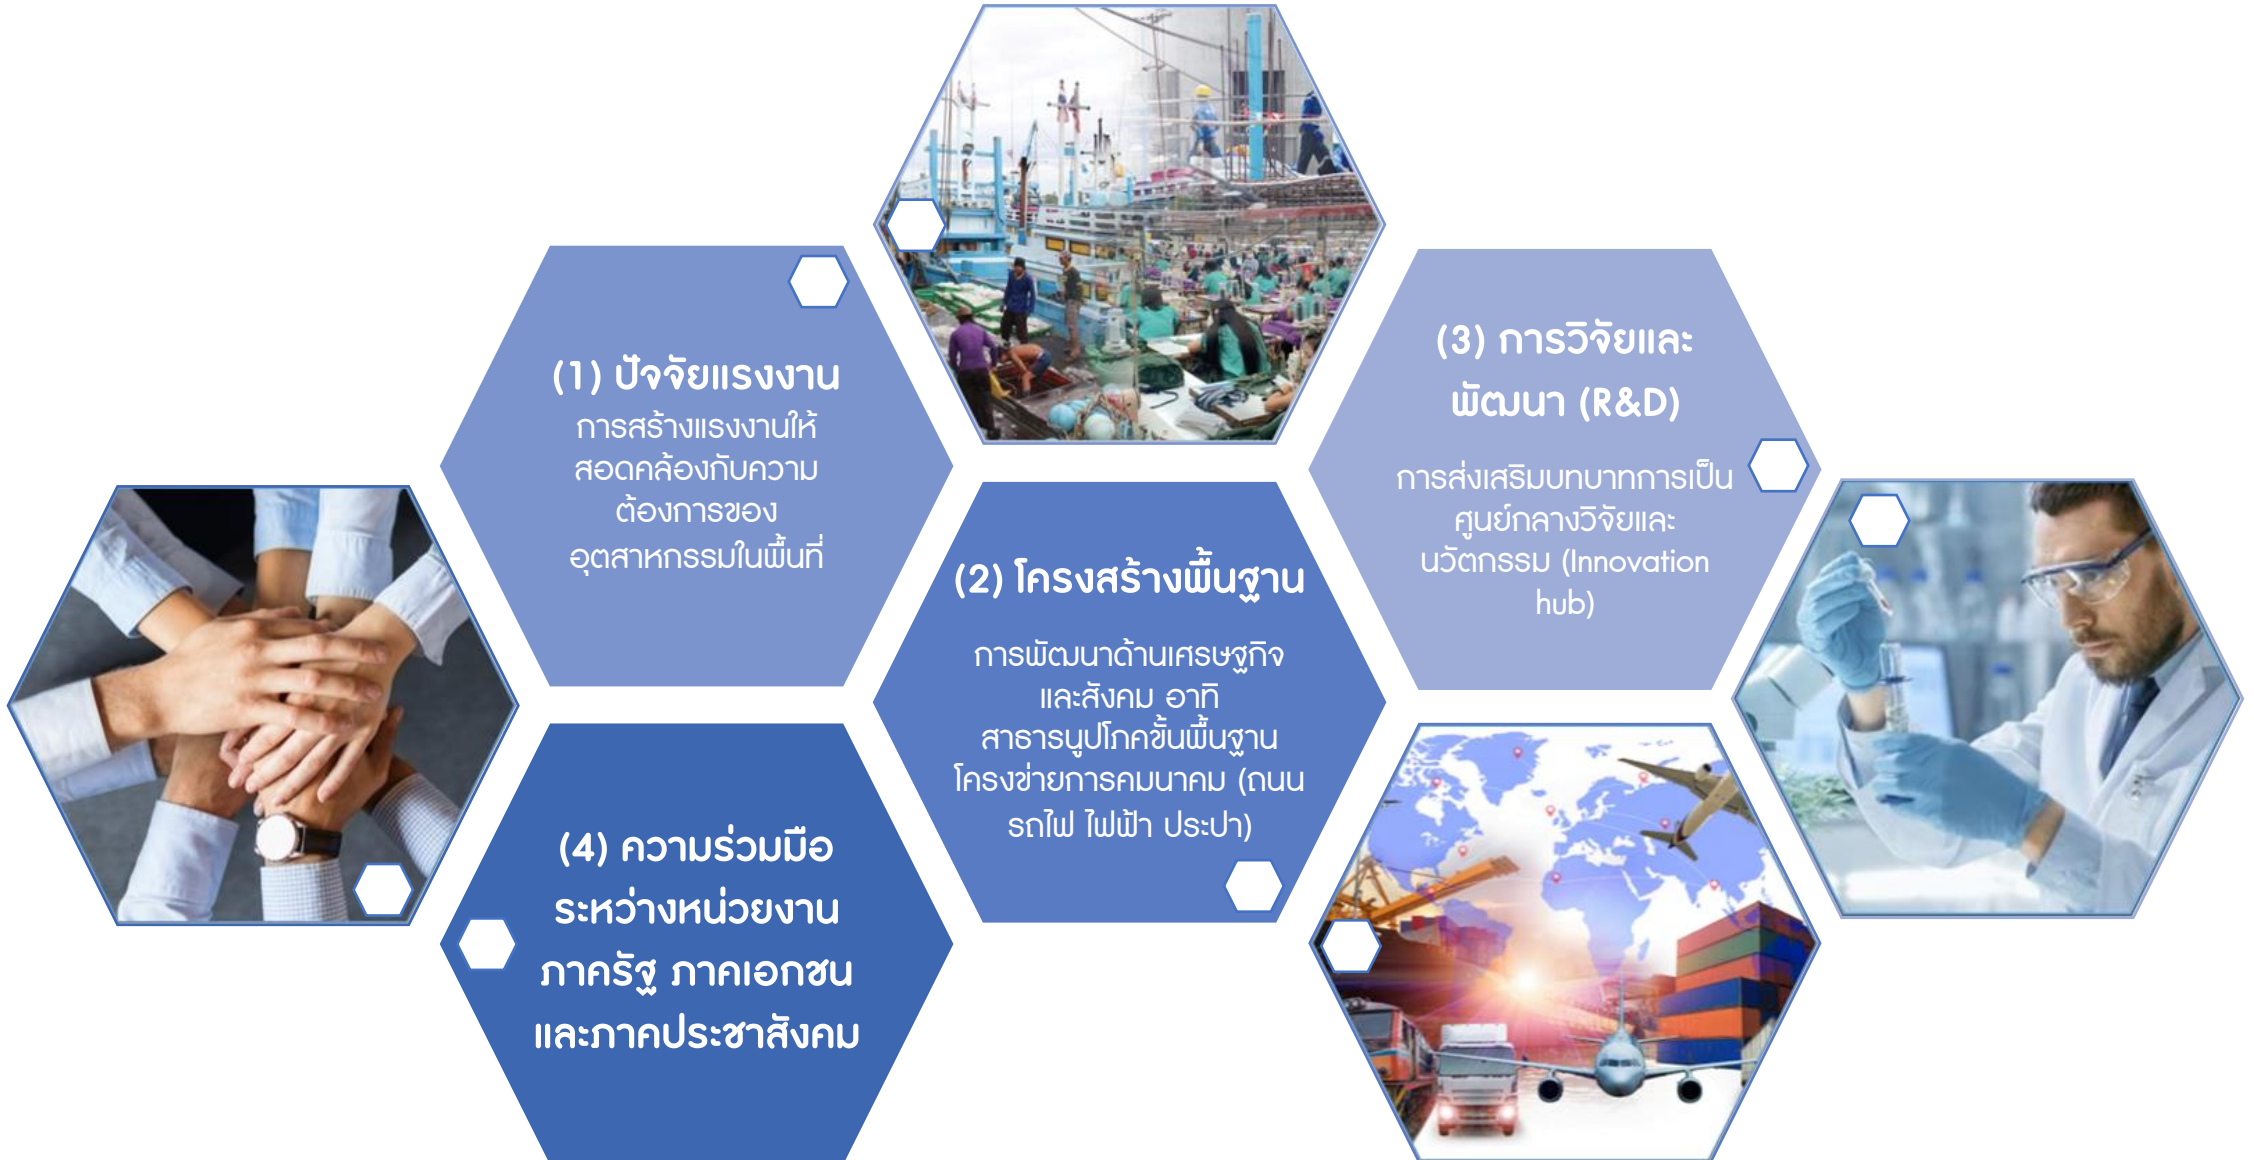 (1) ปัจจัยแรงงาน
การสร้างแรงงานให้
สอดคล้องกับความ
ต้องการของ
อุตสาหกรรมในพื้นที่
(2) โครงสร้างพื้นฐาน
การพัฒนาด้านเศรษฐกิจ
และสังคม อาทิ
สาธารณูปโภคขั้นพื้นฐาน
โครงข่ายการคมนาคม (ถนน
รถไฟ ไฟฟ้า ประปา)
(3) การวิจัยและ
พัฒนา (R&D)
การส่งเสริมบทบาทการเป็น
ศูนย์กลางวิจัยและ
นวัตกรรม (Innovation
hub)
(4) ความร่วมมือ
ระหว่างหน่วยงาน
ภาครัฐ ภาคเอกชน
และภาคประชาสังคม